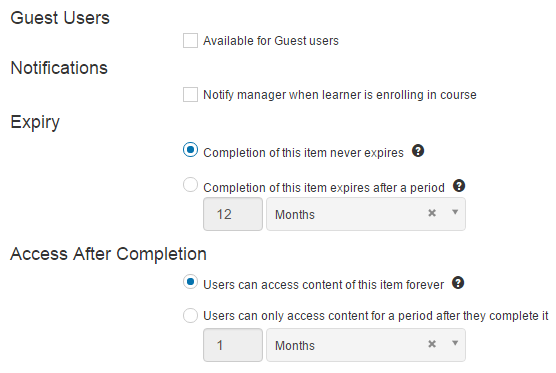 Guest Users
Available for Guest users
Notifications
Notify manager when learner is enrolling in course
Expiry
Completion of this item never expires ?
Completion of this item expires after a period ?
12 Months × ▼
Access After Completion
Users can access content of this item forever ?
Users can only access content for a period after they complete it
1 Months × ▼